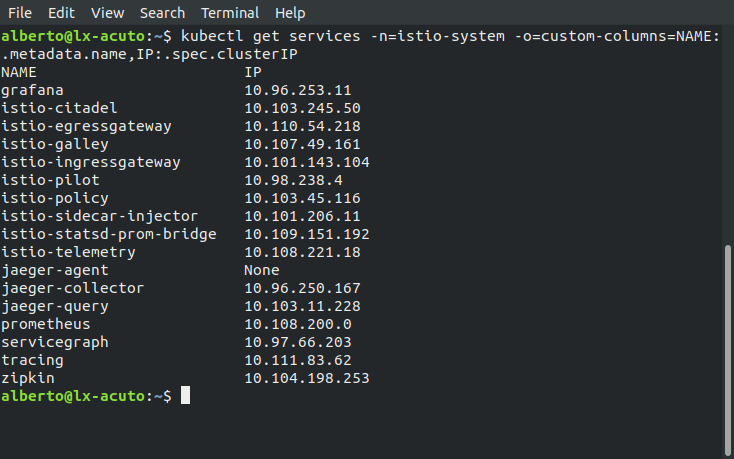 File Edit View Search Terminal Help
alberto@lx-acuto:~$ kubectl get services -n=istio-system -o=custom-columns=NAME:
.metadata.name,IP:.spec.clusterIP
NAME IP
grafana 10.96.253.11
istio-citadel 10.103.245.50
istio-egressgateway 10.110.54.218
istio-galley 10.107.49.161
istio-ingressgateway 10.101.143.104
istio-pilot 10.98.238.4
istio-policy 10.103.45.116
istio-sidecar-injector 10.101.206.11
istio-statsd-prom-bridge 10.109.151.192
istio-telemetry 10.108.221.18
jaeger-agent None
jaeger-collector 10.96.250.167
jaeger-query 10.103.11.228
prometheus 10.108.200.0
servicegraph 10.97.66.203
tracing 10.111.83.62
zipkin 10.104.198.253
alberto@lx-acuto:~$